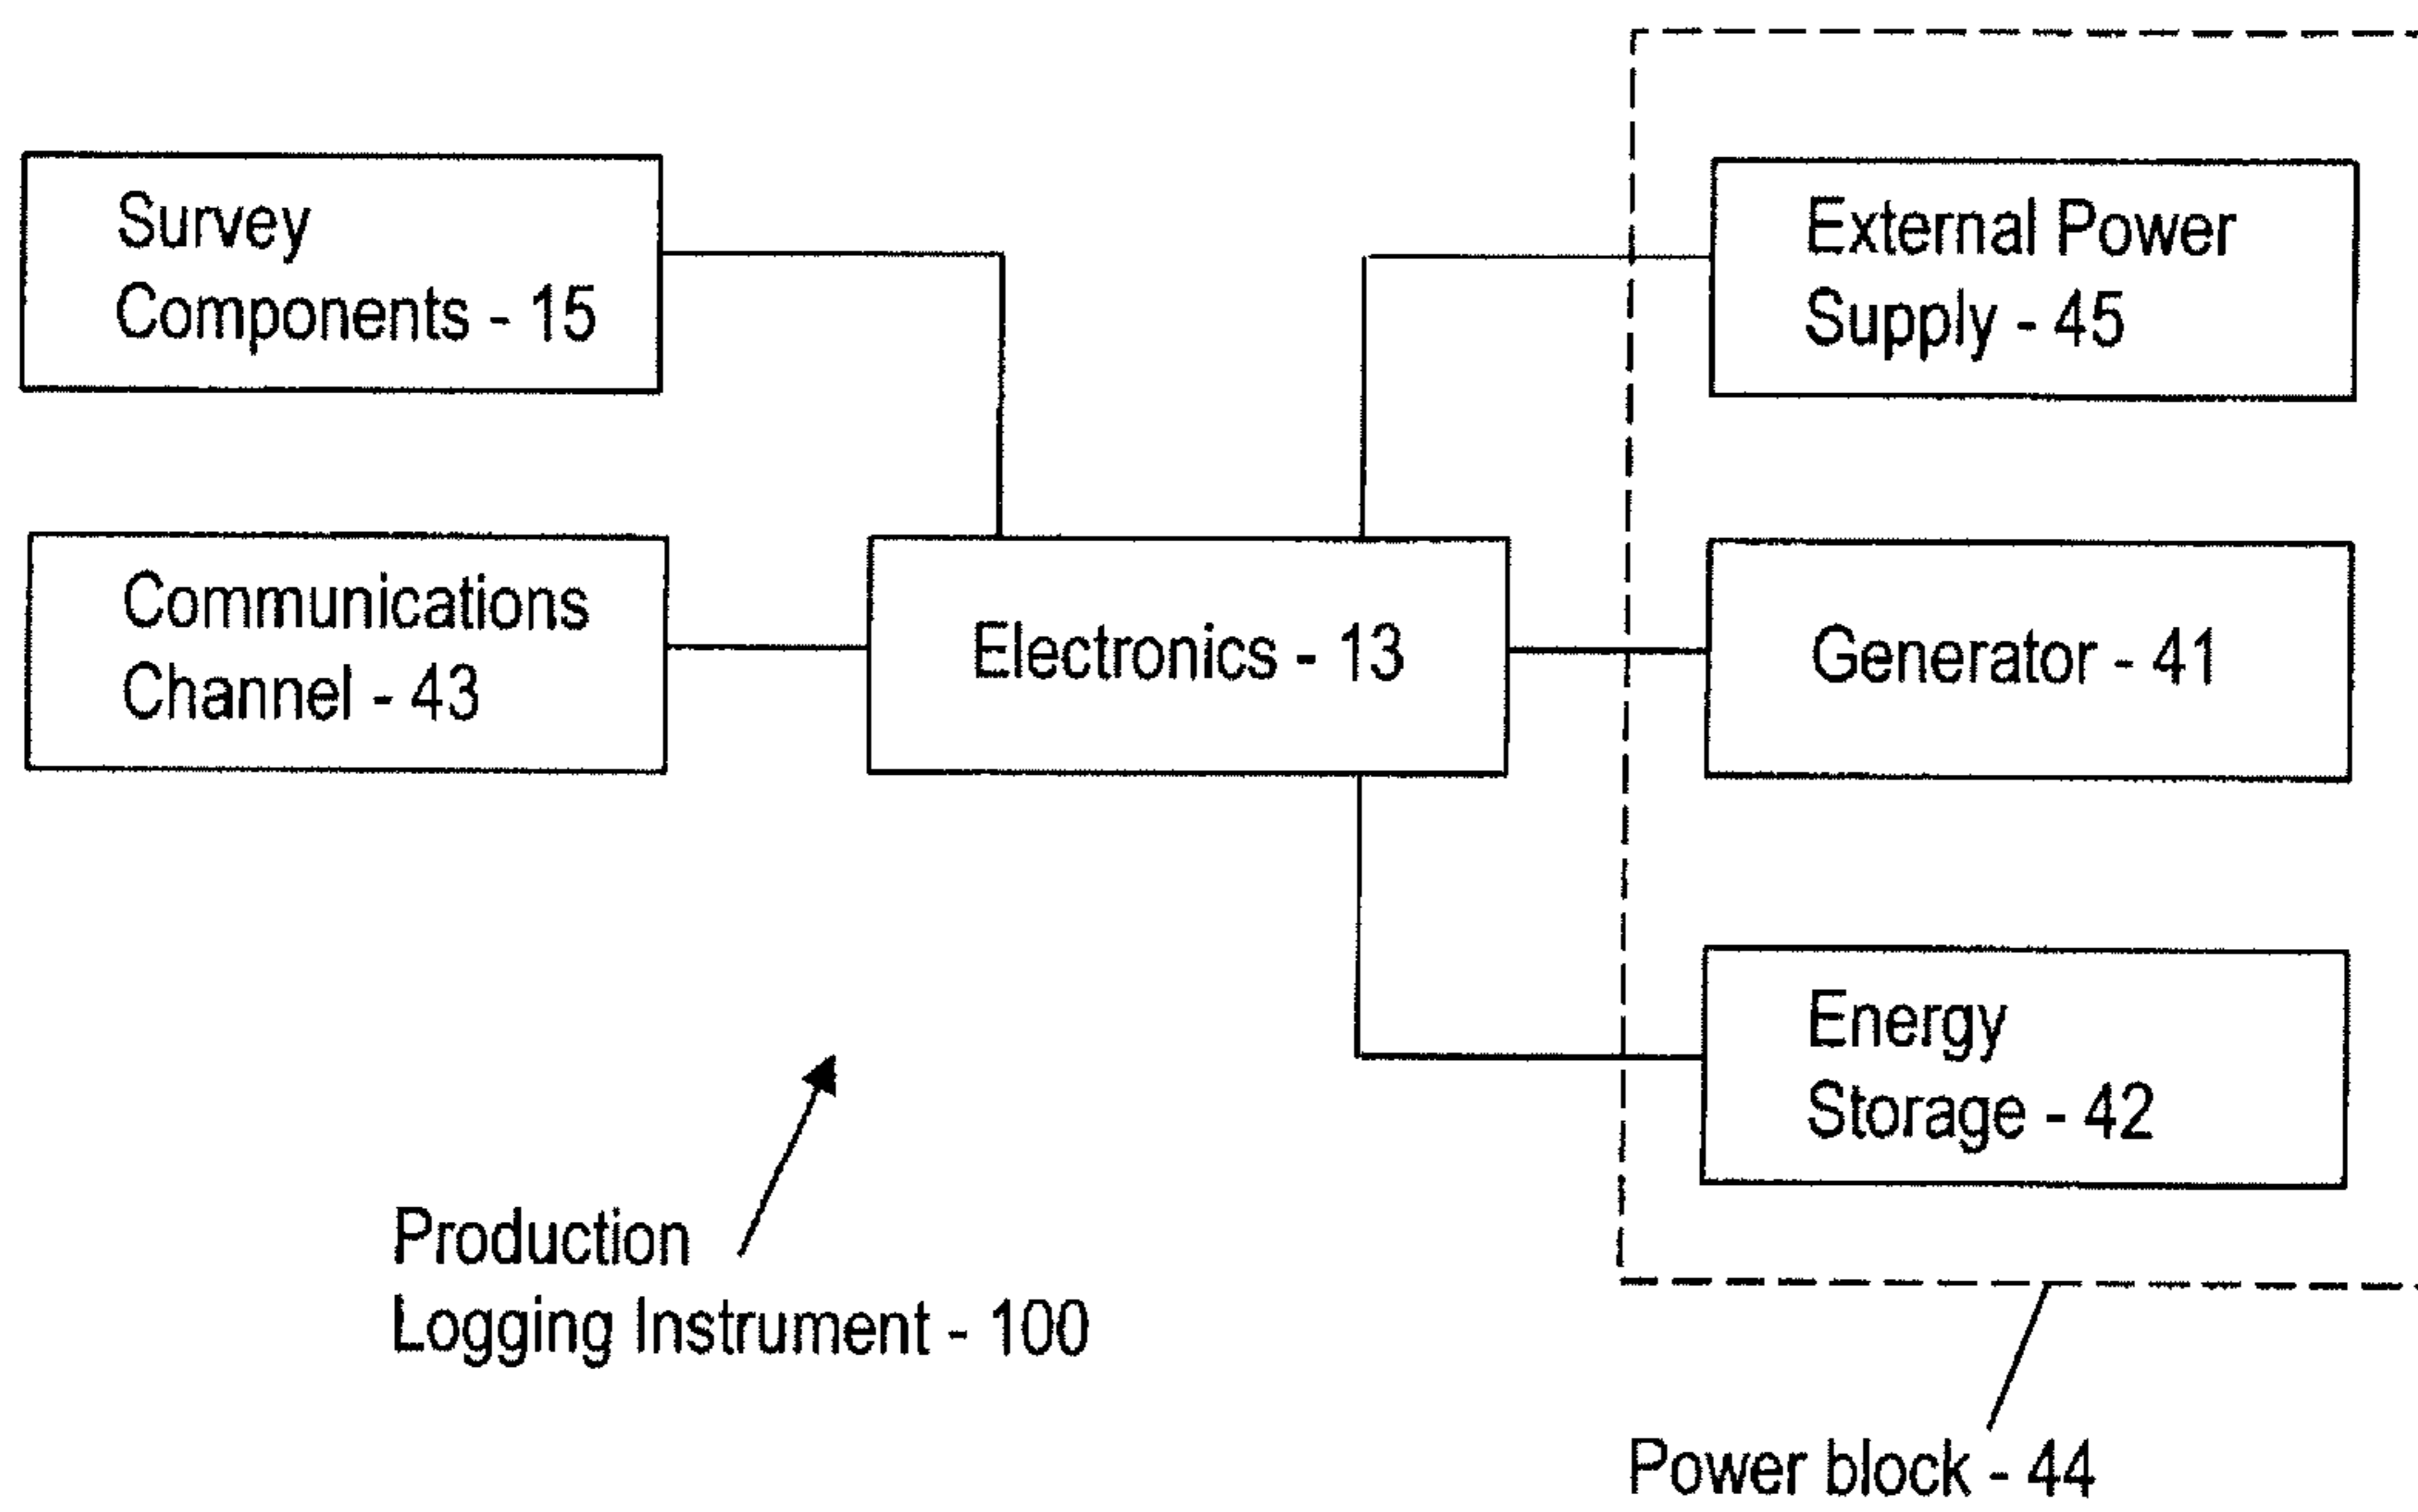 Survey
Components - 15
External Power
Supply - 45
Communications
Channel - 43
Electronics - 13
Generator - 41
Energy
Storage - 42
Production
Logging Instrument - 100
Power block - 44